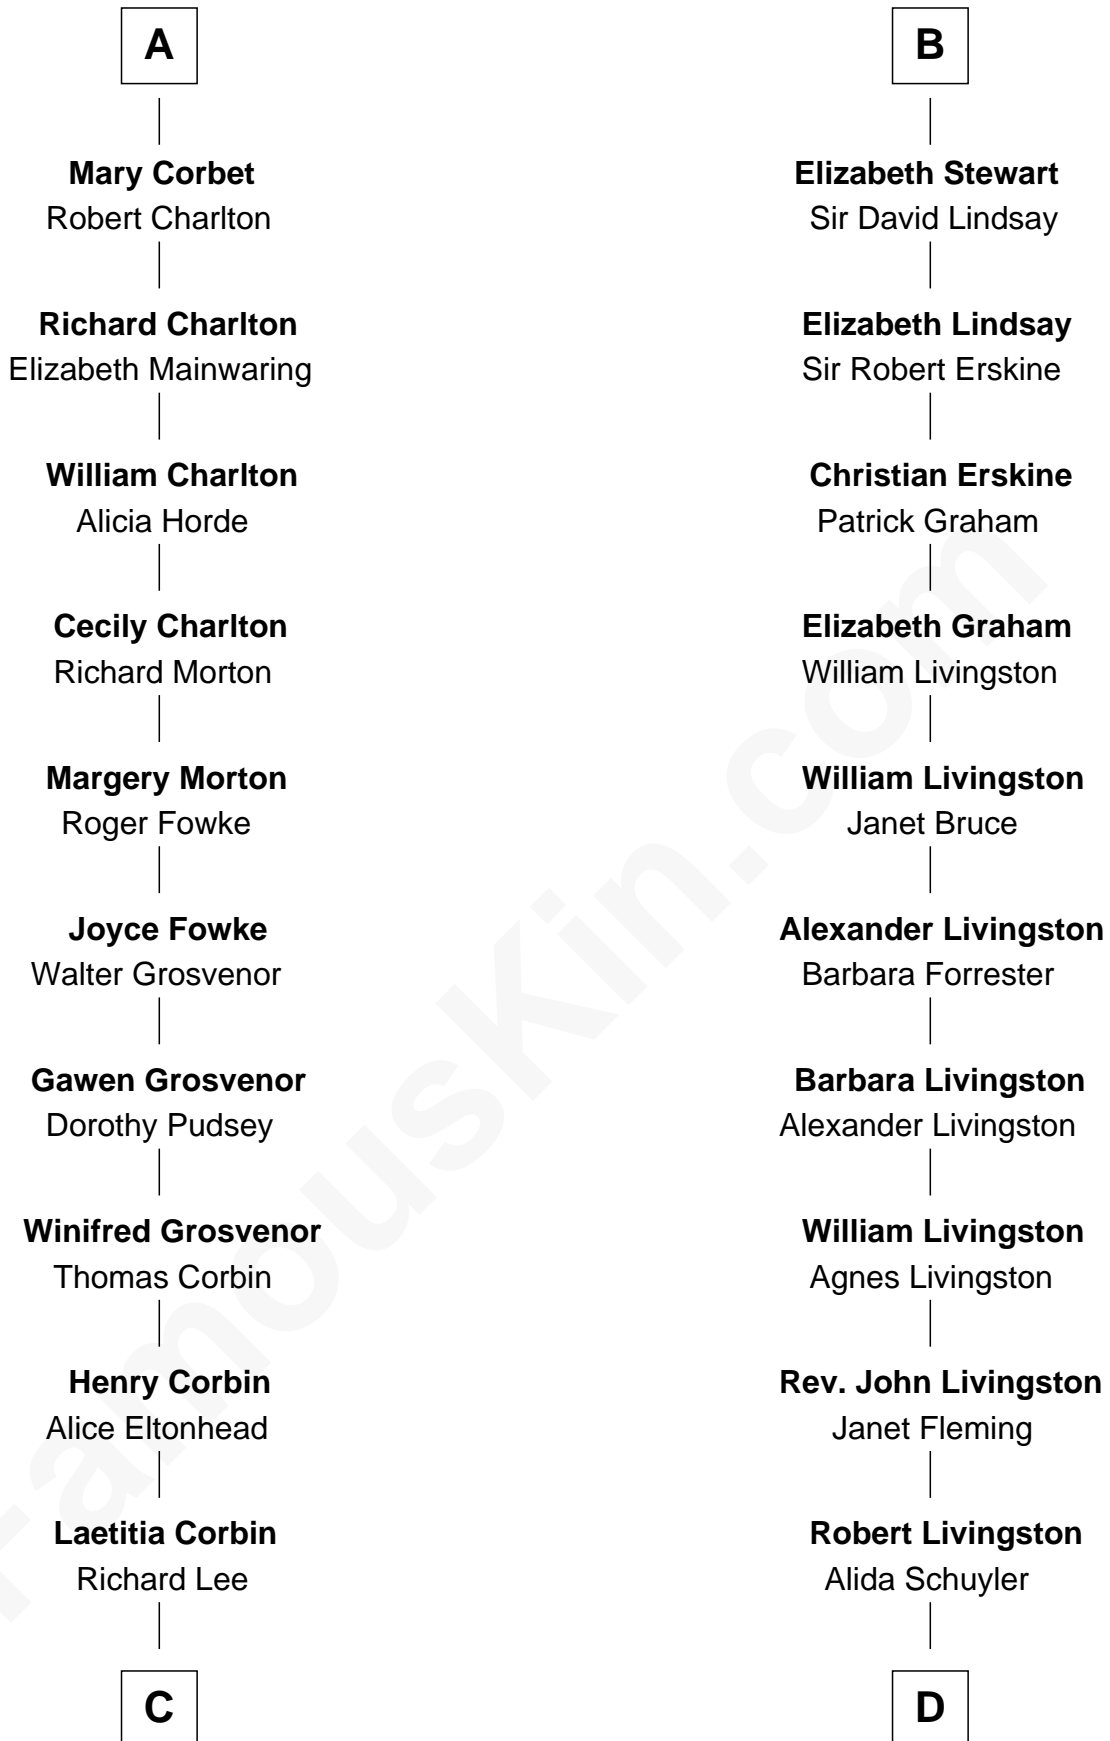 A
Mary Corbet
Robert Charlton
Richard Charlton
Elizabeth Mainwaring
William Charlton
Alicia Horde
Cecily Charlton
Richard Morton
Margery Morton
Roger Fowke
Joyce Fowke
Walter Grosvenor
Gawen Grosvenor
Dorothy Pudsey
Winifred Grosvenor
Thomas Corbin
Henry Corbin
Alice Eltonhead
Laetitia Corbin
Richard Lee
C
B
Elizabeth Stewart
Sir David Lindsay
Elizabeth Lindsay
Sir Robert Erskine
Christian Erskine
Patrick Graham
Elizabeth Graham
William Livingston
William Livingston
Janet Bruce
Alexander Livingston
Barbara Forrester
Barbara Livingston
Alexander Livingston
William Livingston
Agnes Livingston
Rev. John Livingston
Janet Fleming
Robert Livingston
Alida Schuyler
D
FamousKin.com